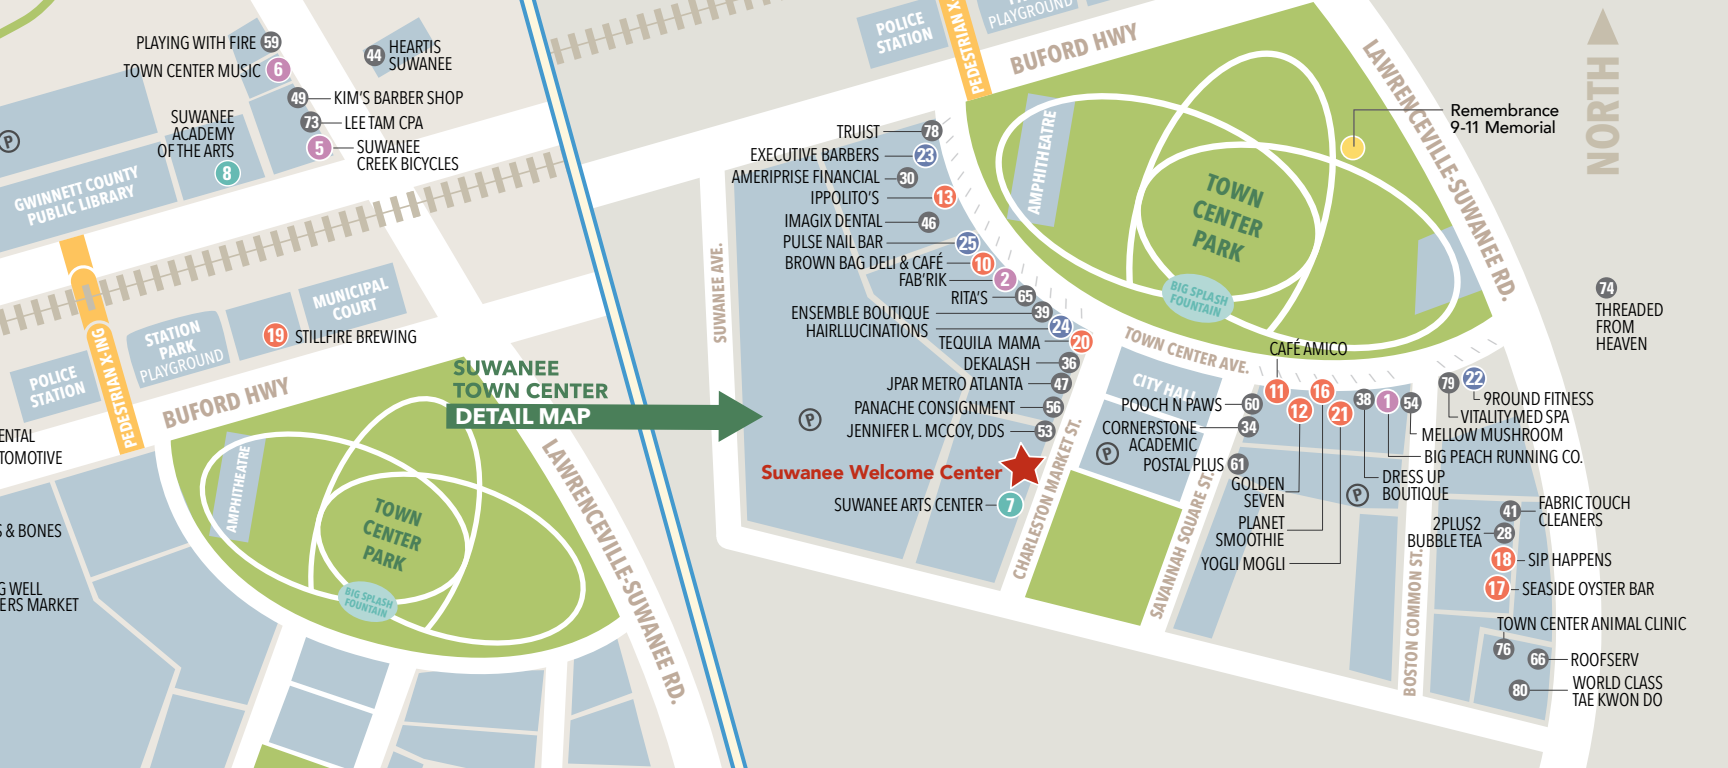 PLAYING WITH FIRE 59
TOWN CENTER MUSIC 6
44 HEARTIS
SUWANEE
49 KIM'S BARBER SHOP
73 LEE TAM CPA
5 SUWANEE
CREEK BICYCLES
SUWANEE
ACADEMY
OF THE ARTS
8
P
GWINNETT COUNTY
PUBLIC LIBRARY
PEDESTRIAN X-ING
STATION
PARK
PLAYGROUND
MUNICIPAL
COURT
19 STILLFIRE BREWING
POLICE
STATION
BUFORD HWY
ENTAL
TOMOTIVE
S & BONES
G WELL
ERS MARKET
AMPHITHEATRE
TOWN
CENTER
PARK
BIG SPLASH
FOUNTAIN
LAWRENCEVILLE-SUWANEE RD.
SUWANEE
TOWN CENTER
DETAIL MAP
POLICE
STATION
PEDESTRIAN X
PLAYGROUND
BUFORD HWY
LAWRENCEVILLE-SUWANEE RD.
NORTH
Remembrance
9-11 Memorial
AMPHITHEATRE
TOWN
CENTER
PARK
BIG SPLASH
FOUNTAIN
SUWANEE AVE.
TRUIST 78
EXECUTIVE BARBERS 23
AMERIPRISE FINANCIAL 30
IPPOLITO'S 13
IMAGIX DENTAL 46
PULSE NAIL BAR 25
BROWN BAG DELI & CAFÉ 10
FAB'RIK 2
RITA'S 65
ENSEMBLE BOUTIQUE 39
HAIRLLUCINATIONS 24
TEQUILA MAMA 20
DEKALASH 36
JPAR METRO ATLANTA 47
PANACHE CONSIGNMENT 56
JENNIFER L. MCCOY, DDS 53
P
Suwanee Welcome Center
SUWANEE ARTS CENTER 7
CHARLESTON MARKET ST.
TOWN CENTER AVE.
CITY HALL
CAFÉ AMICO
11
12
16
21
38
1
54
79
22
POOCH N PAWS 60
CORNERSTONE
ACADEMIC
34
P
POSTAL PLUS 61
GOLDEN
SEVEN
PLANET
SMOOTHIE
YOGLI MOGLI
SAVANNAH SQUARE ST.
9ROUND FITNESS
VITALITY MED SPA
MELLOW MUSHROOM
BIG PEACH RUNNING CO.
DRESS UP
BOUTIQUE
P
74
THREADED
FROM
HEAVEN
41 FABRIC TOUCH
CLEANERS
2PLUS2
BUBBLE TEA
28
18 SIP HAPPENS
17 SEASIDE OYSTER BAR
TOWN CENTER ANIMAL CLINIC
76
66 ROOFSERV
80 WORLD CLASS
TAE KWON DO
BOSTON COMMON ST.